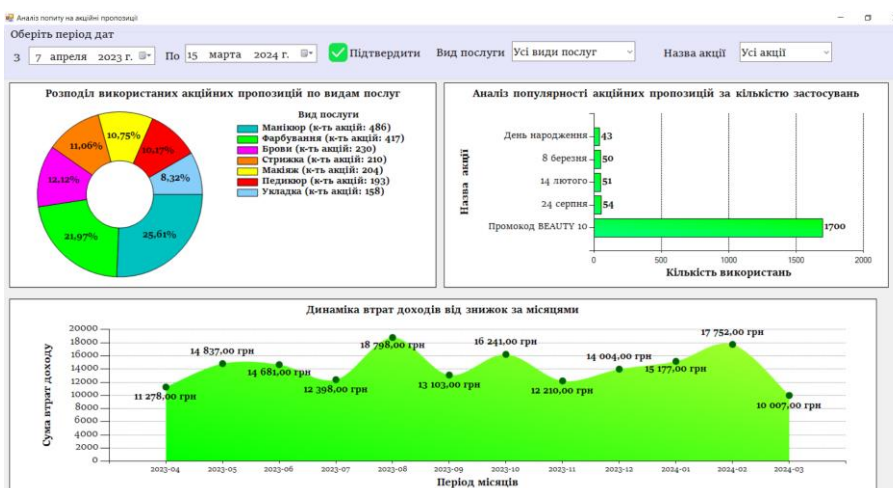 Аналіз попиту на акційні пропозиції
Оберіть період дат
З 7 апреля 2023 г. По 15 марта 2024 г. Підтвердити Вид послуги Усі види послуг Назва акції Усі акції
Розподіл використаних акційних пропозицій по видам послуг
Вид послуги
Манікюр (к-ть акцій: 486)
Фарбування (к-ть акцій: 417)
Брови (к-ть акцій: 230)
Стрижка (к-ть акцій: 210)
Макіяж (к-ть акцій: 204)
Педикюр (к-ть акцій: 193)
Укладка (к-ть акцій: 158)
10,75%
11,06%
10,17%
12,12%
8,32%
21,97%
25,61%
Аналіз популярності акційних пропозицій за кількістю застосувань
Назва акції
День народження 43
8 березня 50
14 лютого 51
24 серпня 54
Промокод BEAUTY 10 1700
0 500 1000 1500 2000
Кількість використань
Динаміка втрат доходів від знижок за місяцями
Сума втрат доходу
20000
18000
16000
14000
12000
10000
8000
6000
4000
2000
0
11 278,00 грн
14 837,00 грн
14 681,00 грн
12 398,00 грн
18 798,00 грн
13 103,00 грн
16 241,00 грн
12 210,00 грн
14 004,00 грн
15 177,00 грн
17 752,00 грн
10 007,00 грн
2023-04 2023-05 2023-06 2023-07 2023-08 2023-09 2023-10 2023-11 2023-12 2024-01 2024-02 2024-03
Період місяців